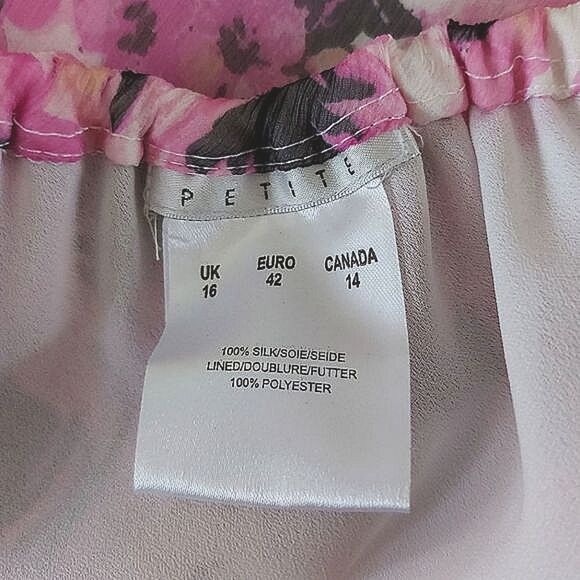 PETITE
UK EURO CANADA
16 42 14
100% SILK/SOIE/SEIDE
LINED/DOUBLURE/FUTTER
100% POLYESTER